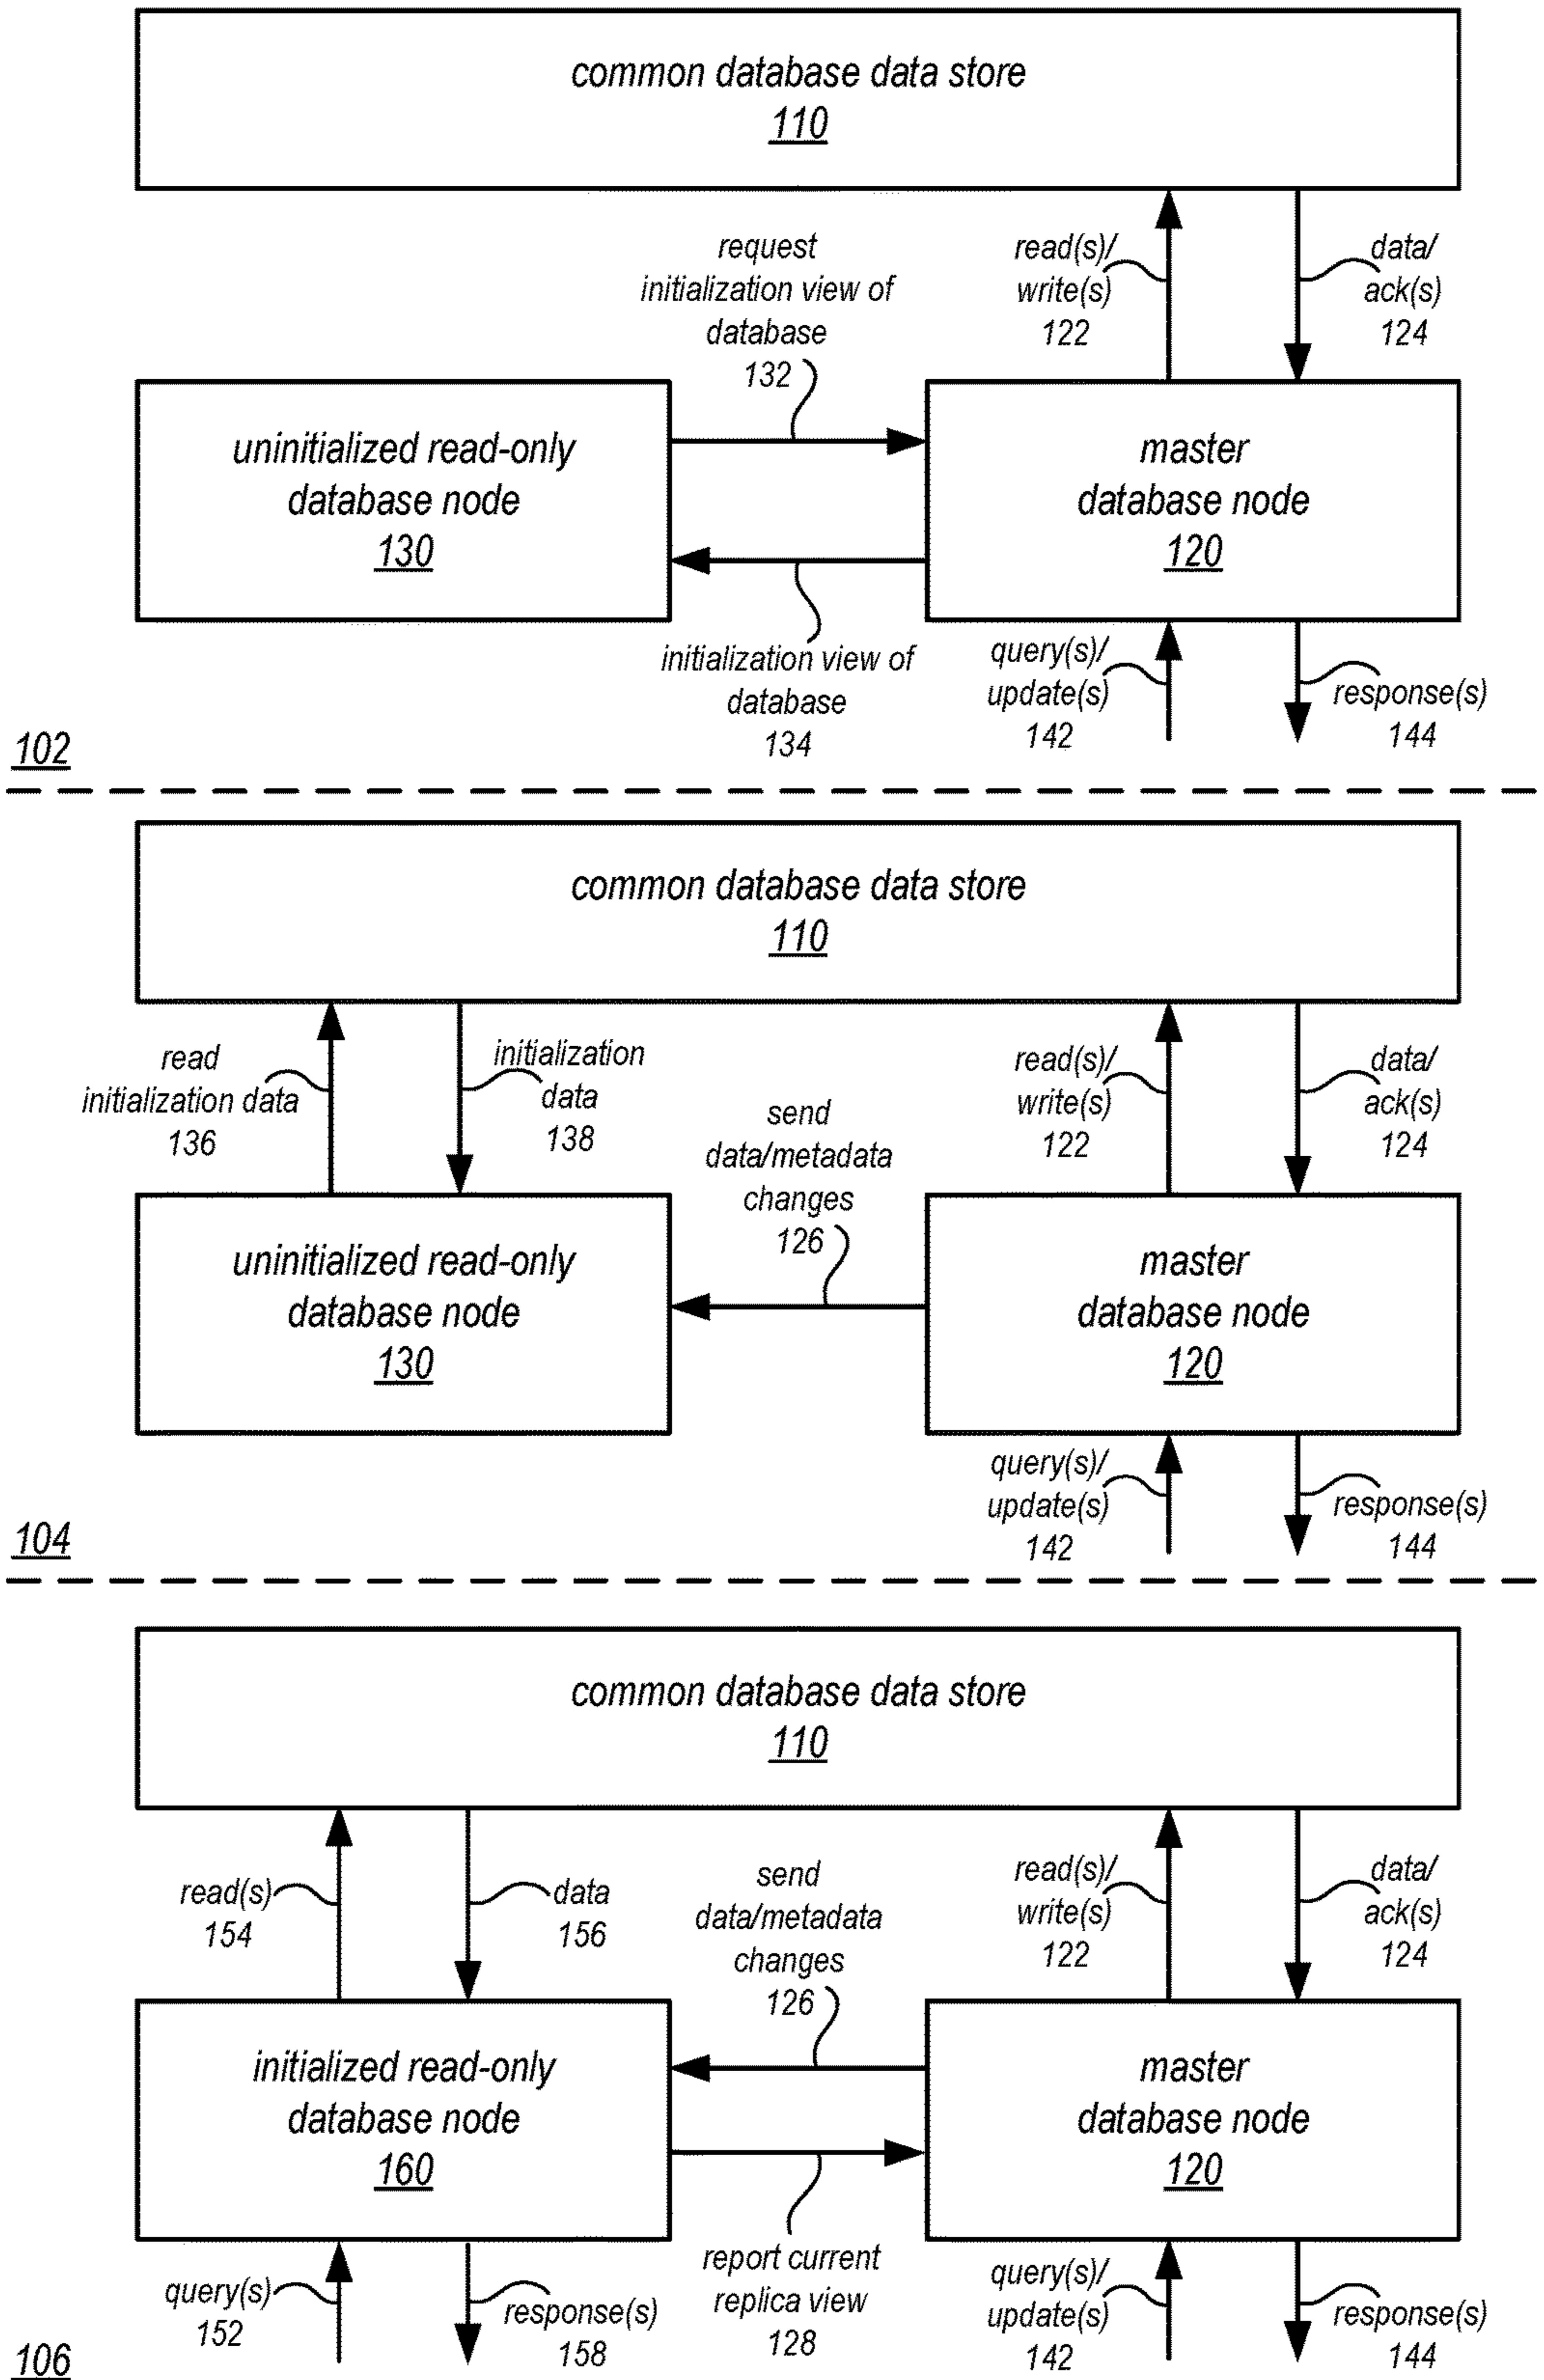 common database data store
110
request
initialization view of
database
132
read(s)/
write(s)
122
data/
ack(s)
124
uninitialized read-only
database node
130
master
database node
120
initialization view of
database
134
query(s)/
update(s)
142
response(s)
144
102
common database data store
110
read
initialization data
136
initialization
data
138
send
data/metadata
changes
126
read(s)/
write(s)
122
data/
ack(s)
124
uninitialized read-only
database node
130
master
database node
120
query(s)/
update(s)
142
response(s)
144
104
common database data store
110
read(s)
154
data
156
send
data/metadata
changes
126
read(s)/
write(s)
122
data/
ack(s)
124
initialized read-only
database node
160
master
database node
120
query(s)
152
response(s)
158
report current
replica view
128
query(s)/
update(s)
142
response(s)
144
106